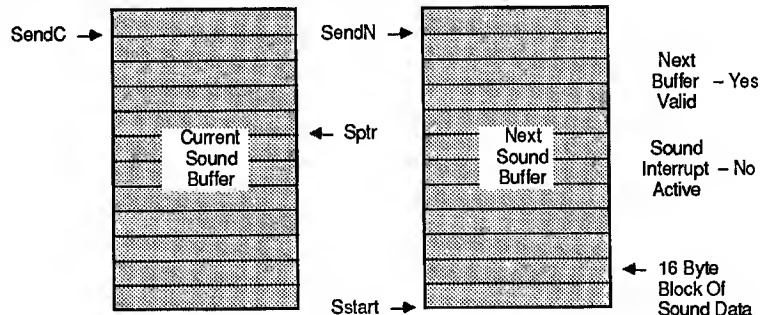 SendC
SendN
Next
Buffer – Yes
Valid
Sptr
Current
Sound
Buffer
Next
Sound
Buffer
Sound
Interrupt – No
Active
16 Byte
Block Of
Sound Data
Sstart